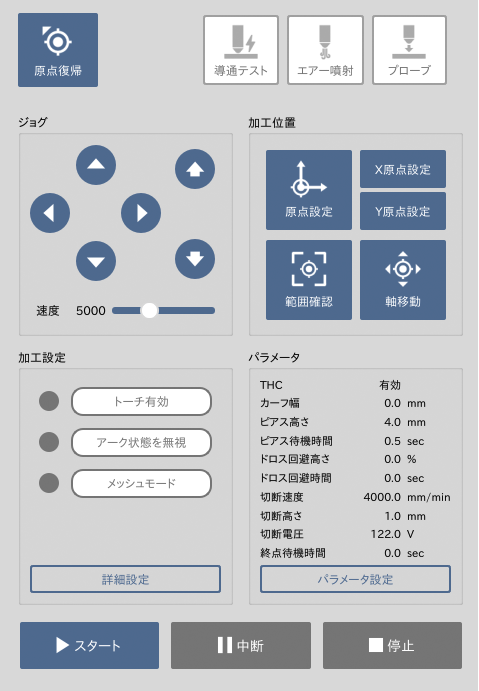 原点復帰
導通テスト
エアー噴射
プローブ
ジョグ
速度 5000
加工位置
原点設定
X原点設定
Y原点設定
範囲確認
軸移動
加工設定
トーチ有効
アーク状態を無視
メッシュモード
詳細設定
パラメータ
THC 有効
カーフ幅 0.0 mm
ピアス高さ 4.0 mm
ピアス待機時間 0.5 sec
ドロス回避高さ 0.0 %
ドロス回避時間 0.0 sec
切断速度 4000.0 mm/min
切断高さ 1.0 mm
切断電圧 122.0 V
終点待機時間 0.0 sec
パラメータ設定
スタート
中断
停止